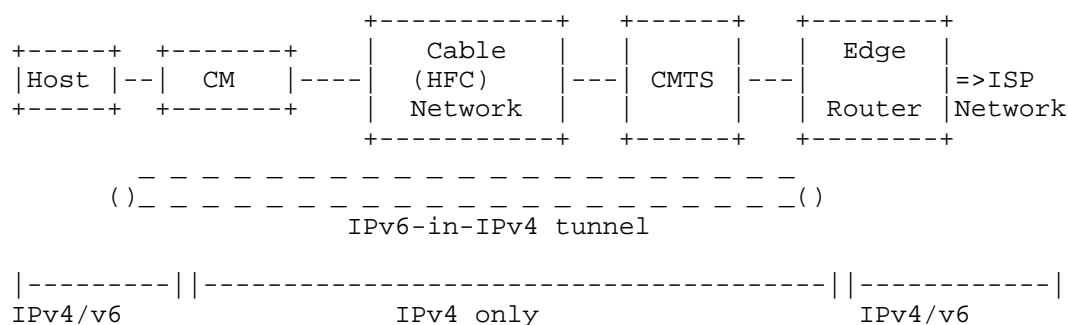 +-----------+   +------+   +--------+
+-----+  +-------+            |   Cable   |   |      |   |  Edge  |
|Host |--|  CM   |----|  (HFC)    |---| CMTS |---|        |=>ISP
+-----+  +-------+            |  Network  |   |      |   | Router |Network
                              +-----------+   +------+   +--------+
()_ _ _ _ _ _ _ _ _ _ _ _ _ _ _ _ _ _ _ _ _()
IPv6-in-IPv4 tunnel
|---------||---------------------------------------||------------|
IPv4/v6                 IPv4 only                  IPv4/v6